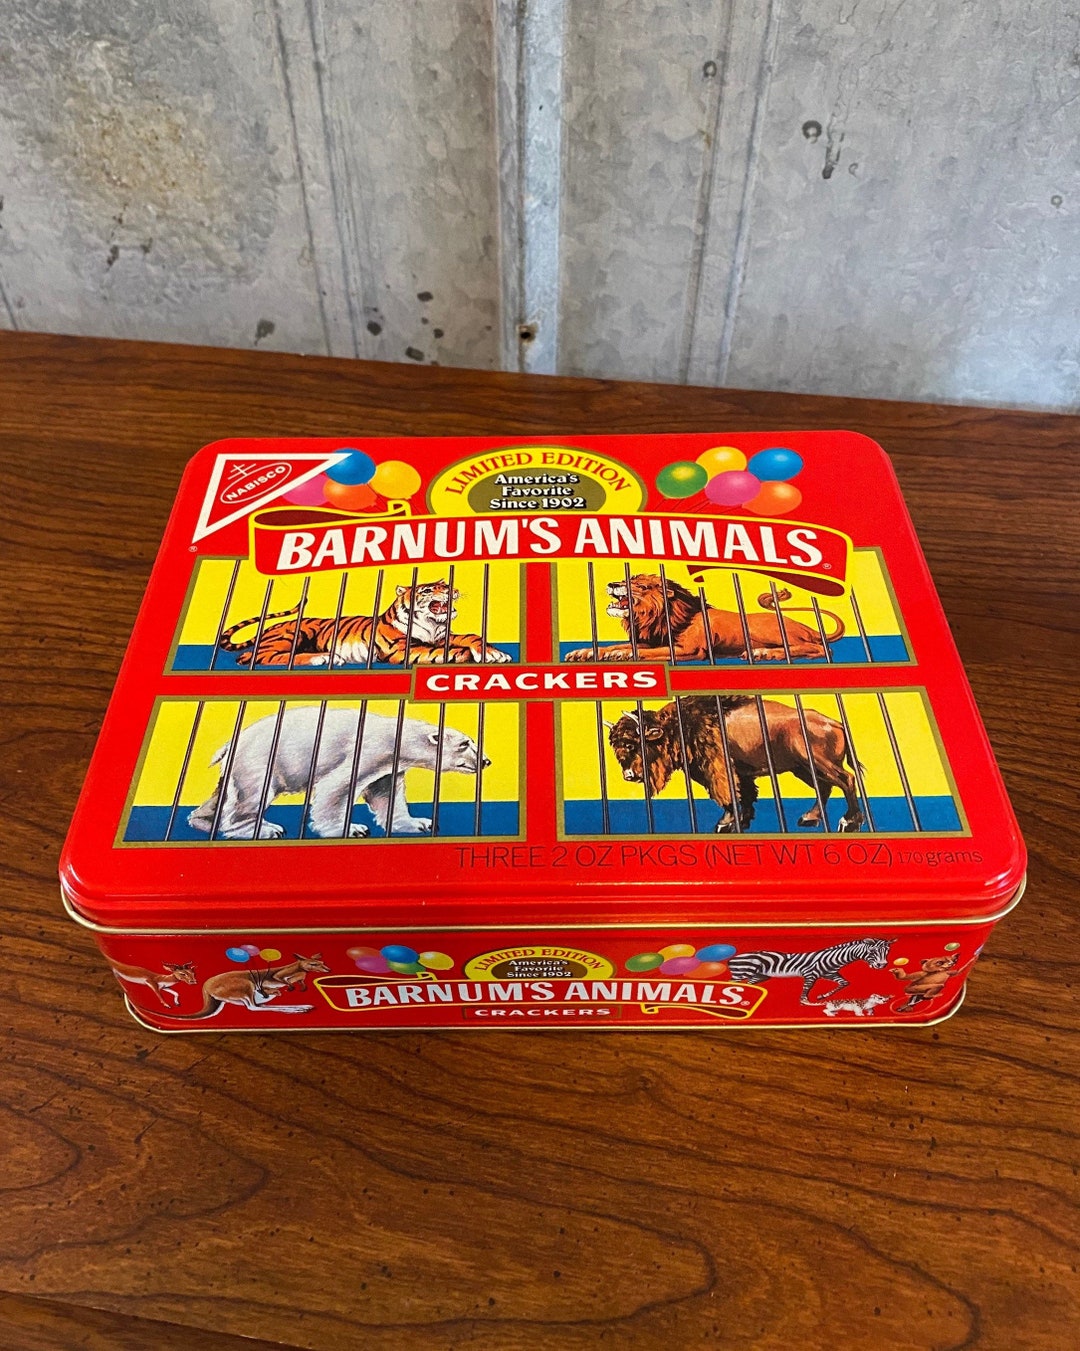 NABISCO
®
LIMITED EDITION
America's
Favorite
Since 1902
BARNUM'S ANIMALS®
CRACKERS
THREE 2 OZ PKGS (NET WT 6 OZ) 170 grams
LIMITED EDITION
America's
Favorite
Since 1902
BARNUM'S ANIMALS®
CRACKERS